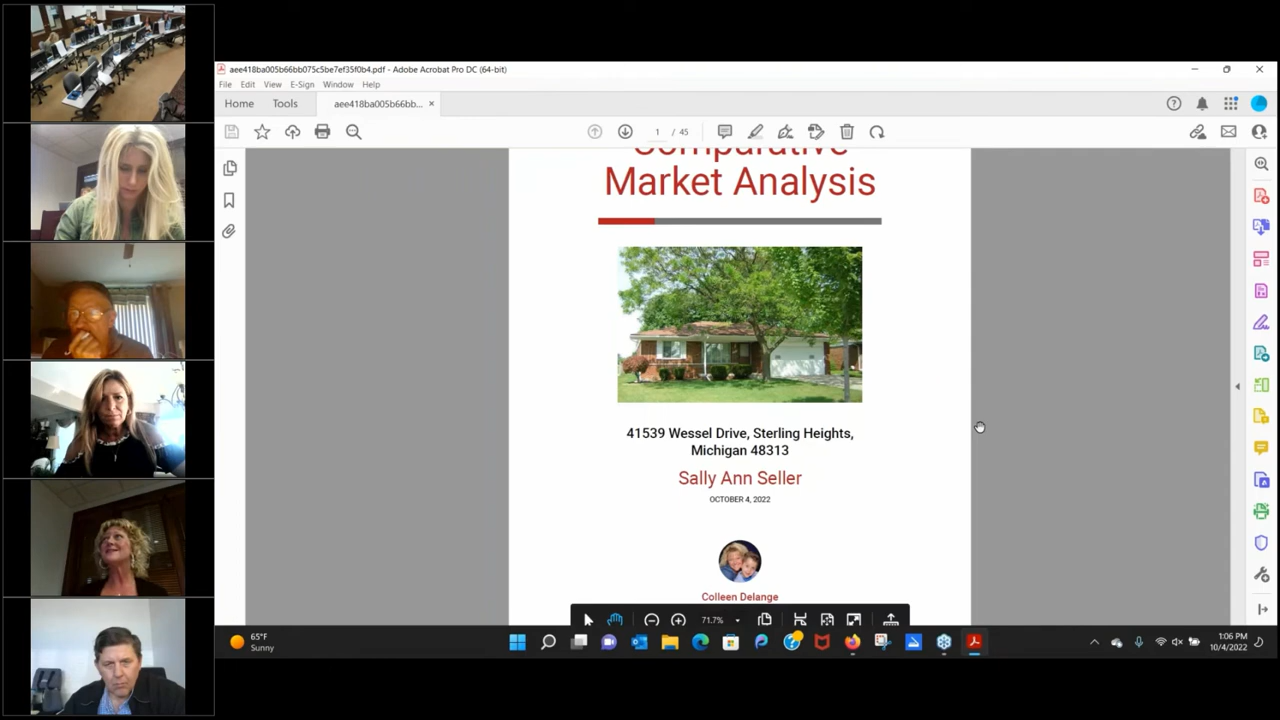 aee418ba005b66bb075c5be7ef35f0b4.pdf - Adobe Acrobat Pro DC (64-bit)
File Edit View E-Sign Window Help
Home Tools aee418ba005b66bb...
1 / 45
Comparative
Market Analysis
41539 Wessel Drive, Sterling Heights,
Michigan 48313
Sally Ann Seller
OCTOBER 4, 2022
Colleen Delange
71.7%
65°F
Sunny
1:06 PM
10/4/2022